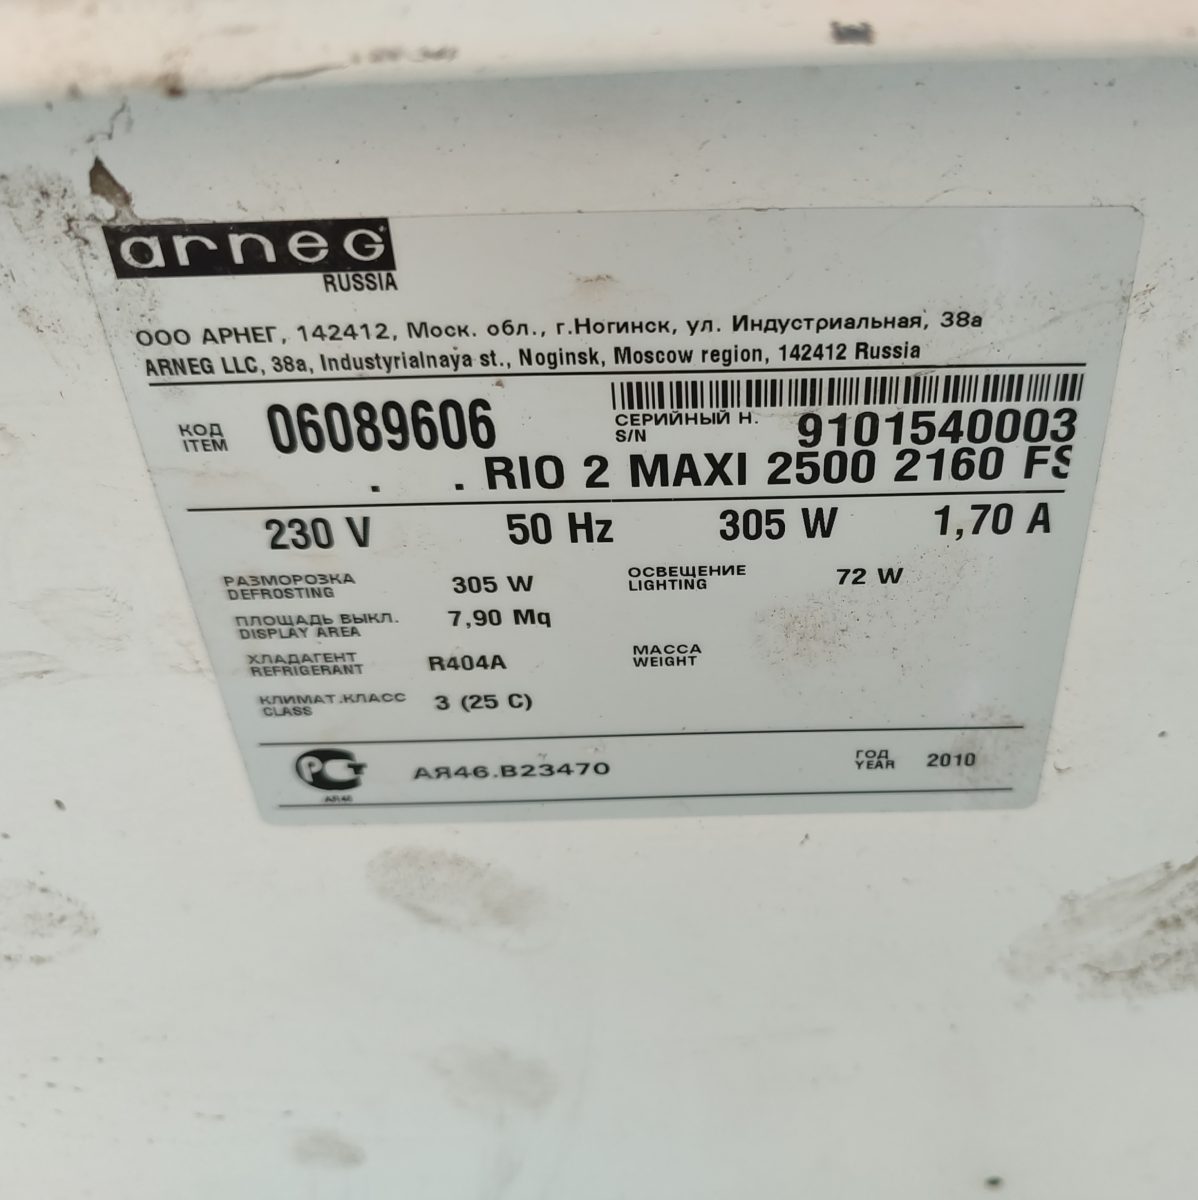 arneg
RUSSIA
ООО АРНЕГ, 142412, Моск. обл., г.Ногинск, ул. Индустриальная, 38а
ARNEG LLC, 38a, Industyrialnaya st., Noginsk, Moscow region, 142412 Russia
КОД
ITEM
06089606
СЕРИЙНЫЙ Н.
S/N
9101540003
. . RIO 2 MAXI 2500 2160 FS
230 V 50 Hz 305 W 1,70 A
РАЗМОРОЗКА
DEFROSTING
305 W
ОСВЕЩЕНИЕ
LIGHTING
72 W
ПЛОЩАДЬ ВЫКЛ.
DISPLAY AREA
7,90 Mq
ХЛАДАГЕНТ
REFRIGERANT
R404A
МАССА
WEIGHT
КЛИМАТ.КЛАСС
CLASS
3 (25 C)
РСТ
АЯ46
АЯ46.В23470
ГОД
YEAR
2010